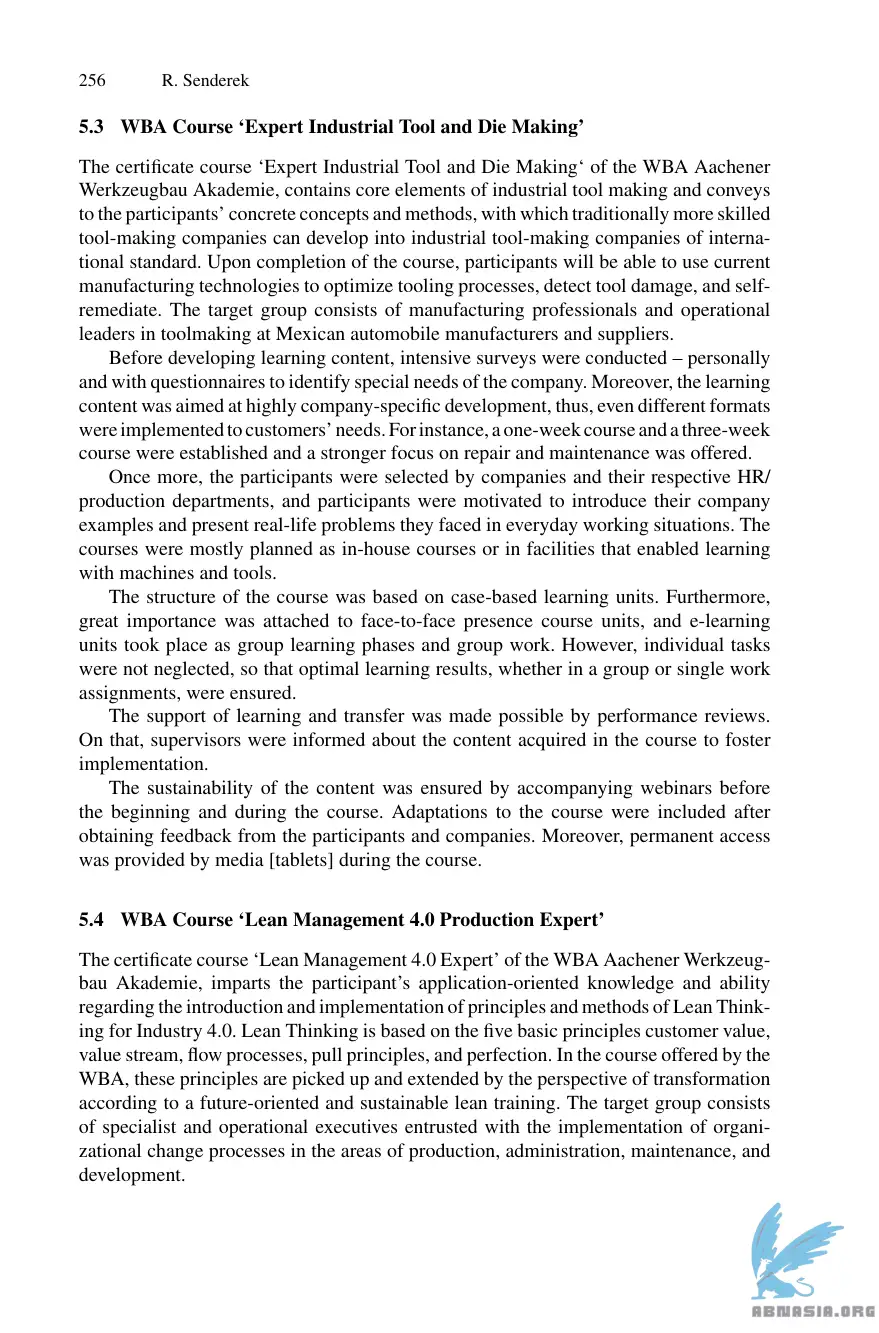 256 R. Senderek
5.3 WBA Course ‘Expert Industrial Tool and Die Making’
The certificate course ‘Expert Industrial Tool and Die Making‘ of the WBA Aachener
Werkzeugbau Akademie, contains core elements of industrial tool making and conveys
to the participants’ concrete concepts and methods, with which traditionally more skilled
tool-making companies can develop into industrial tool-making companies of interna-
tional standard. Upon completion of the course, participants will be able to use current
manufacturing technologies to optimize tooling processes, detect tool damage, and self-
remediate. The target group consists of manufacturing professionals and operational
leaders in toolmaking at Mexican automobile manufacturers and suppliers.
Before developing learning content, intensive surveys were conducted – personally
and with questionnaires to identify special needs of the company. Moreover, the learning
content was aimed at highly company-specific development, thus, even different formats
were implemented to customers’ needs. For instance, a one-week course and a three-week
course were established and a stronger focus on repair and maintenance was offered.
Once more, the participants were selected by companies and their respective HR/
production departments, and participants were motivated to introduce their company
examples and present real-life problems they faced in everyday working situations. The
courses were mostly planned as in-house courses or in facilities that enabled learning
with machines and tools.
The structure of the course was based on case-based learning units. Furthermore,
great importance was attached to face-to-face presence course units, and e-learning
units took place as group learning phases and group work. However, individual tasks
were not neglected, so that optimal learning results, whether in a group or single work
assignments, were ensured.
The support of learning and transfer was made possible by performance reviews.
On that, supervisors were informed about the content acquired in the course to foster
implementation.
The sustainability of the content was ensured by accompanying webinars before
the beginning and during the course. Adaptations to the course were included after
obtaining feedback from the participants and companies. Moreover, permanent access
was provided by media [tablets] during the course.
5.4 WBA Course ‘Lean Management 4.0 Production Expert’
The certificate course ‘Lean Management 4.0 Expert’ of the WBA Aachener Werkzeug-
bau Akademie, imparts the participant’s application-oriented knowledge and ability
regarding the introduction and implementation of principles and methods of Lean Think-
ing for Industry 4.0. Lean Thinking is based on the five basic principles customer value,
value stream, flow processes, pull principles, and perfection. In the course offered by the
WBA, these principles are picked up and extended by the perspective of transformation
according to a future-oriented and sustainable lean training. The target group consists
of specialist and operational executives entrusted with the implementation of organi-
zational change processes in the areas of production, administration, maintenance, and
development.
ABNASIA.ORG